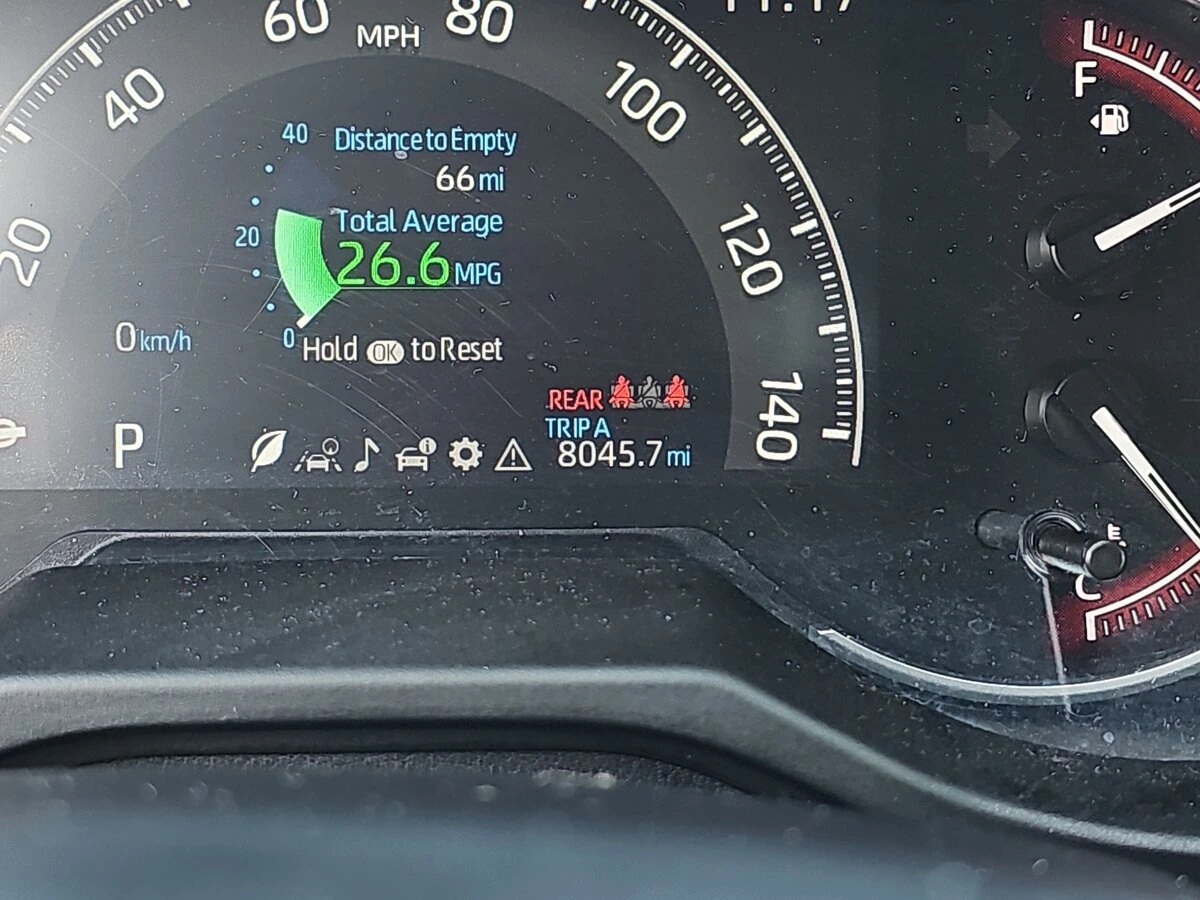 60
MPH
80
40
100
20
120
140
40
Distance to Empty
66 mi
Total Average
20
26.6 MPG
0
Hold OK to Reset
0 km/h
REAR
TRIP A
8045.7 mi
P
F
E
C